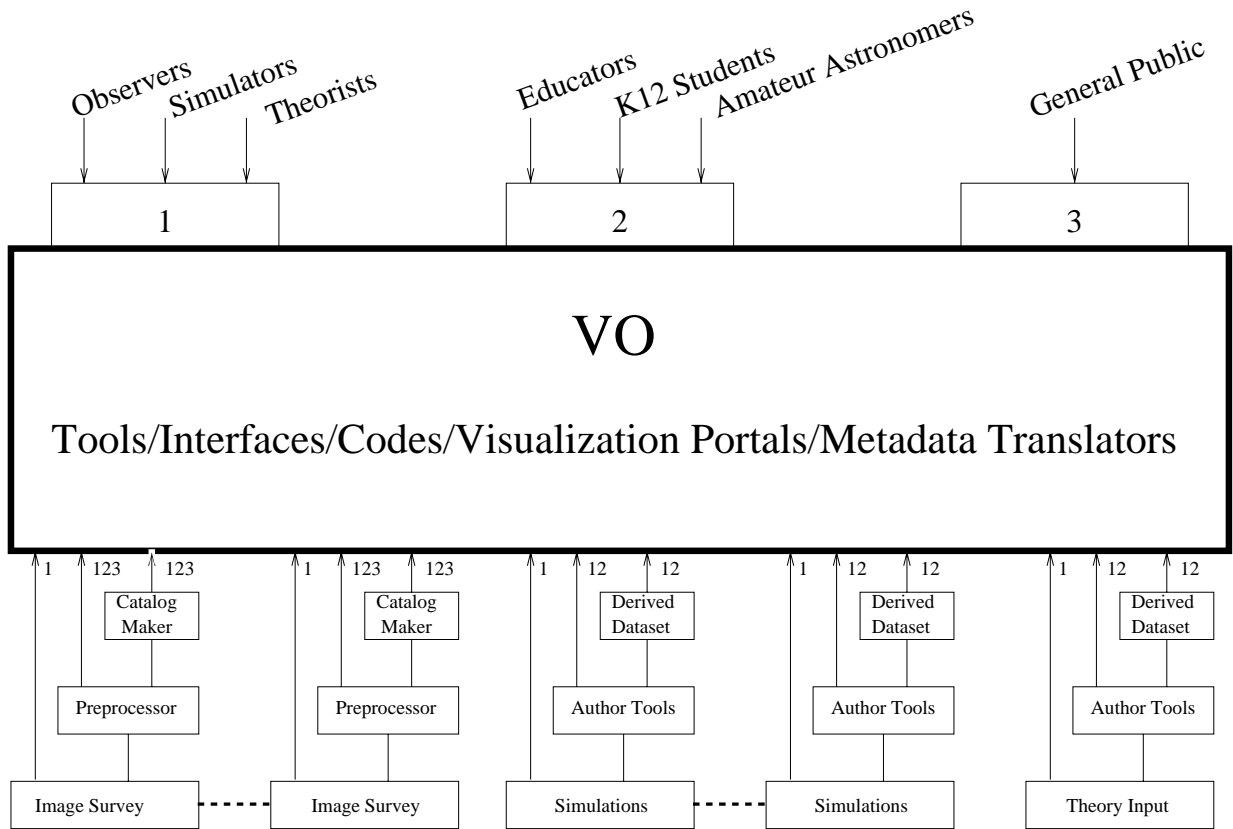 Observers
Simulators
Theorists
Educators
K12 Students
Amateur Astronomers
General Public
1
2
3
VO
Tools/Interfaces/Codes/Visualization Portals/Metadata Translators
1
123
123
1
123
123
1
12
12
1
12
12
1
12
12
Catalog
Maker
Catalog
Maker
Derived
Dataset
Derived
Dataset
Derived
Dataset
Preprocessor
Preprocessor
Author Tools
Author Tools
Author Tools
Image Survey
Image Survey
Simulations
Simulations
Theory Input